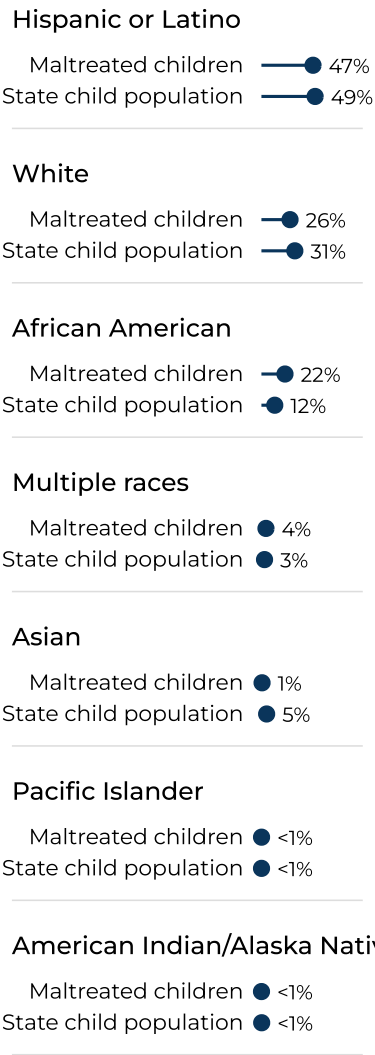 Hispanic or Latino
Maltreated children 47%
State child population 49%
White
Maltreated children 26%
State child population 31%
African American
Maltreated children 22%
State child population 12%
Multiple races
Maltreated children 4%
State child population 3%
Asian
Maltreated children 1%
State child population 5%
Pacific Islander
Maltreated children <1%
State child population <1%
American Indian/Alaska Nativ
Maltreated children <1%
State child population <1%